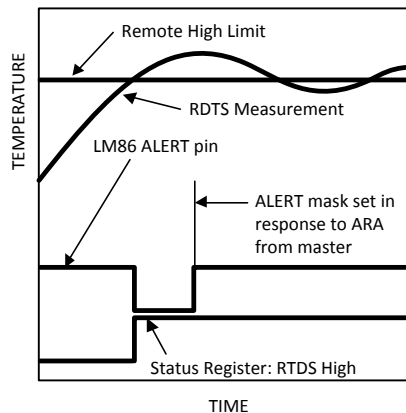 Remote High Limit
RDTS Measurement
LM86 ALERT pin
TEMPERATURE
ALERT mask set in
response to ARA
from master
Status Register: RTDS High
TIME